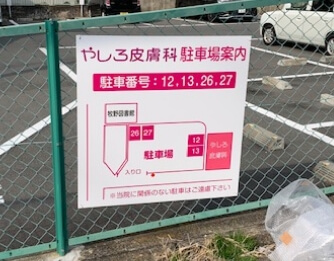 やしろ皮膚科 駐車場案内
駐車番号：12,13,26,27
牧野図書館
26 27
12
13
駐車場
やしろ
皮膚科
入り口
※当院に関係のない駐車はご遠慮下さい